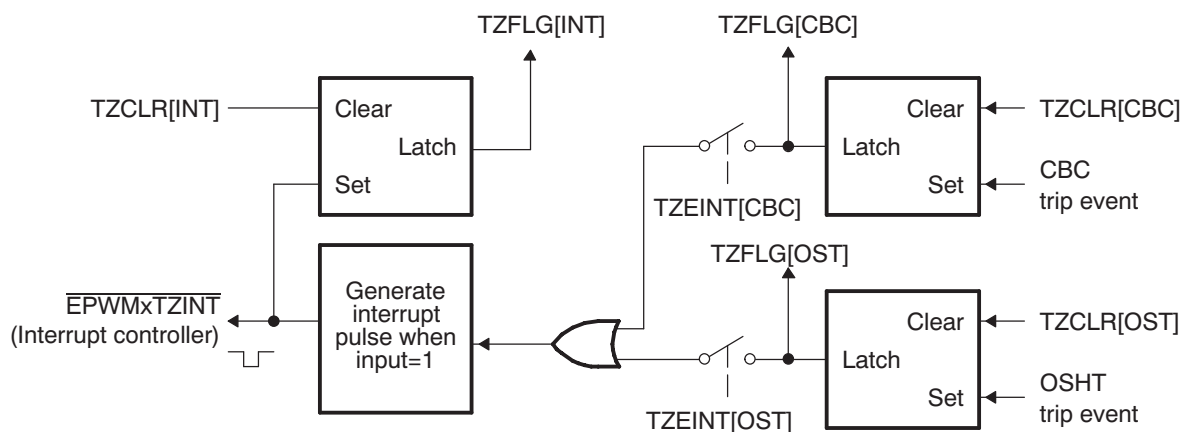 TZFLG[INT]
TZFLG[CBC]
TZCLR[INT]
Clear
Latch
Set
Clear
TZCLR[CBC]
Latch
Set
CBC
trip event
TZEINT[CBC]
TZFLG[OST]
EPWMxTZINT
(Interrupt controller)
Generate
interrupt
pulse when
input=1
Clear
TZCLR[OST]
Latch
Set
OSHT
trip event
TZEINT[OST]